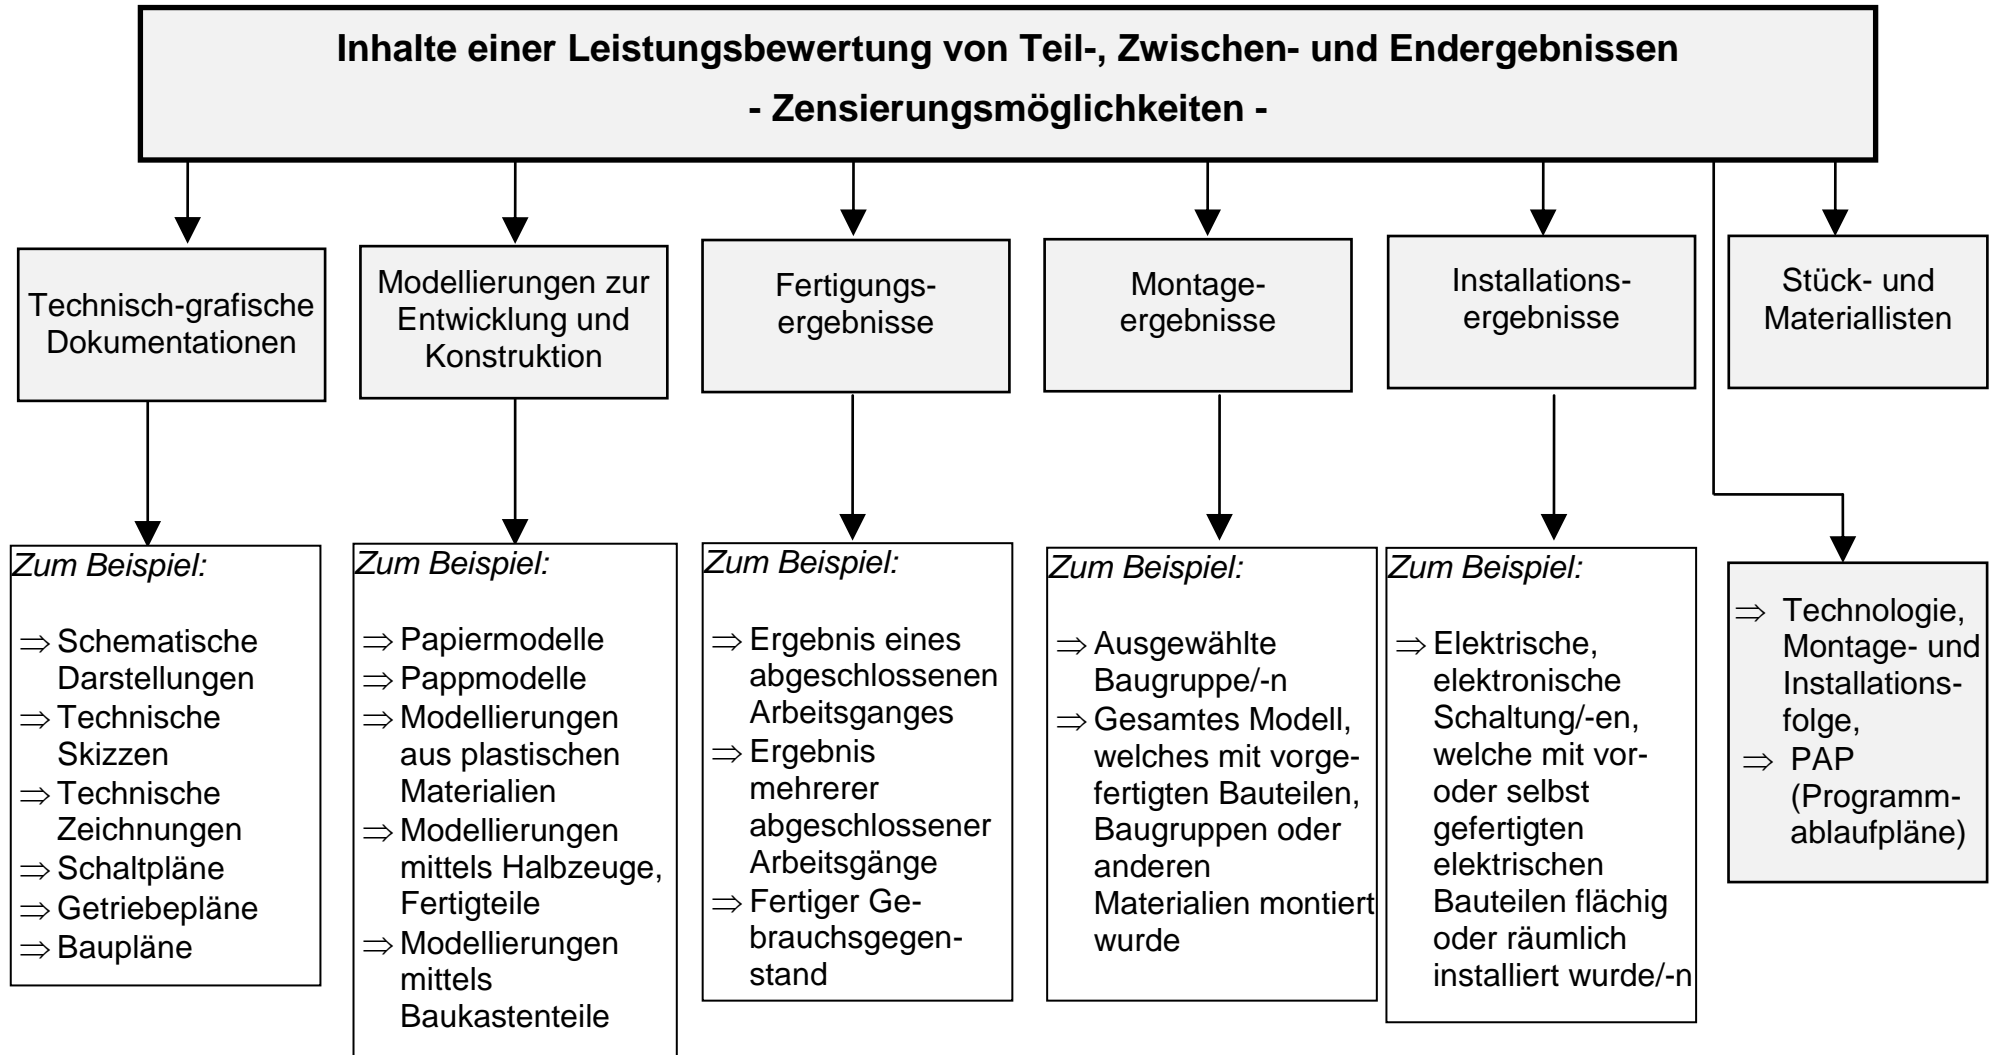 Inhalte einer Leistungsbewertung von Teil-, Zwischen- und Endergebnissen
- Zensierungsmöglichkeiten -
Technisch-grafische
Dokumentationen
Modellierungen zur
Entwicklung und
Konstruktion
Fertigungs-
ergebnisse
Montage-
ergebnisse
Installations-
ergebnisse
Stück- und
Materiallisten
Zum Beispiel:
⇒ Schematische
Darstellungen
⇒ Technische
Skizzen
⇒ Technische
Zeichnungen
⇒ Schaltpläne
⇒ Getriebepläne
⇒ Baupläne
Zum Beispiel:
⇒ Papiermodelle
⇒ Pappmodelle
⇒ Modellierungen
aus plastischen
Materialien
⇒ Modellierungen
mittels Halbzeuge,
Fertigteile
⇒ Modellierungen
mittels
Baukastenteile
Zum Beispiel:
⇒ Ergebnis eines
abgeschlossenen
Arbeitsganges
⇒ Ergebnis
mehrerer
abgeschlossener
Arbeitsgänge
⇒ Fertiger Ge-
brauchsgegen-
stand
Zum Beispiel:
⇒ Ausgewählte
Baugruppe/-n
⇒ Gesamtes Modell,
welches mit vorge-
fertigten Bauteilen,
Baugruppen oder
anderen
Materialien montiert
wurde
Zum Beispiel:
⇒ Elektrische,
elektronische
Schaltung/-en,
welche mit vor-
oder selbst
gefertigten
elektrischen
Bauteilen flächig
oder räumlich
installiert wurde/-n
⇒ Technologie,
Montage- und
Installations-
folge,
⇒ PAP
(Programm-
ablaufpläne)